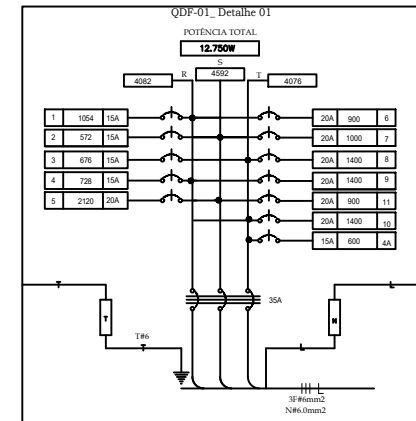 QDF-01_ Detalhe 01
POTÊNCIA TOTAL
12.750W
S
4082 R 4592 T 4076
1 1054 15A 20A 900 6
2 572 15A 20A 1000 7
3 676 15A 20A 1400 8
4 728 15A 20A 1400 9
5 2120 20A 20A 900 11
20A 1400 10
15A 600 4A
T L
35A
T N
T#6
T L
3F#6mm2
N#6.0mm2